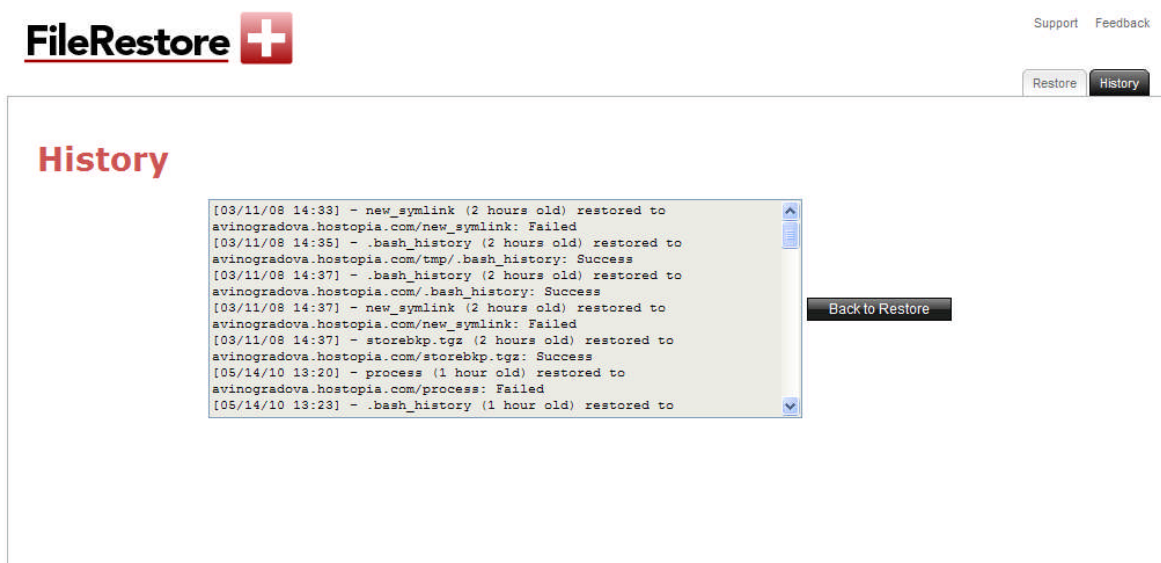 FileRestore
Support Feedback
Restore History
History
[03/11/08 14:33] - new_symlink (2 hours old) restored to
avinogradova.hostopia.com/new_symlink: Failed
[03/11/08 14:35] - .bash_history (2 hours old) restored to
avinogradova.hostopia.com/tmp/.bash_history: Success
[03/11/08 14:37] - .bash_history (2 hours old) restored to
avinogradova.hostopia.com/.bash_history: Success
[03/11/08 14:37] - new_symlink (2 hours old) restored to
avinogradova.hostopia.com/new_symlink: Failed
[03/11/08 14:37] - storebkp.tgz (2 hours old) restored to
avinogradova.hostopia.com/storebkp.tgz: Success
[05/14/10 13:20] - process (1 hour old) restored to
avinogradova.hostopia.com/process: Failed
[05/14/10 13:23] - .bash_history (1 hour old) restored to
Back to Restore